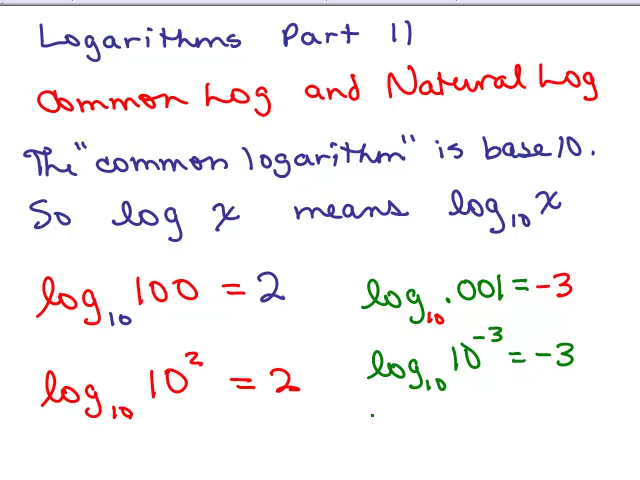 Logarithms Part II
Common Log and Natural Log
The "common logarithm" is base 10.
So log x means log₁₀ x
log₁₀ 100 = 2
log₁₀ 10² = 2
log₁₀ .001 = -3
log₁₀ 10⁻³ = -3